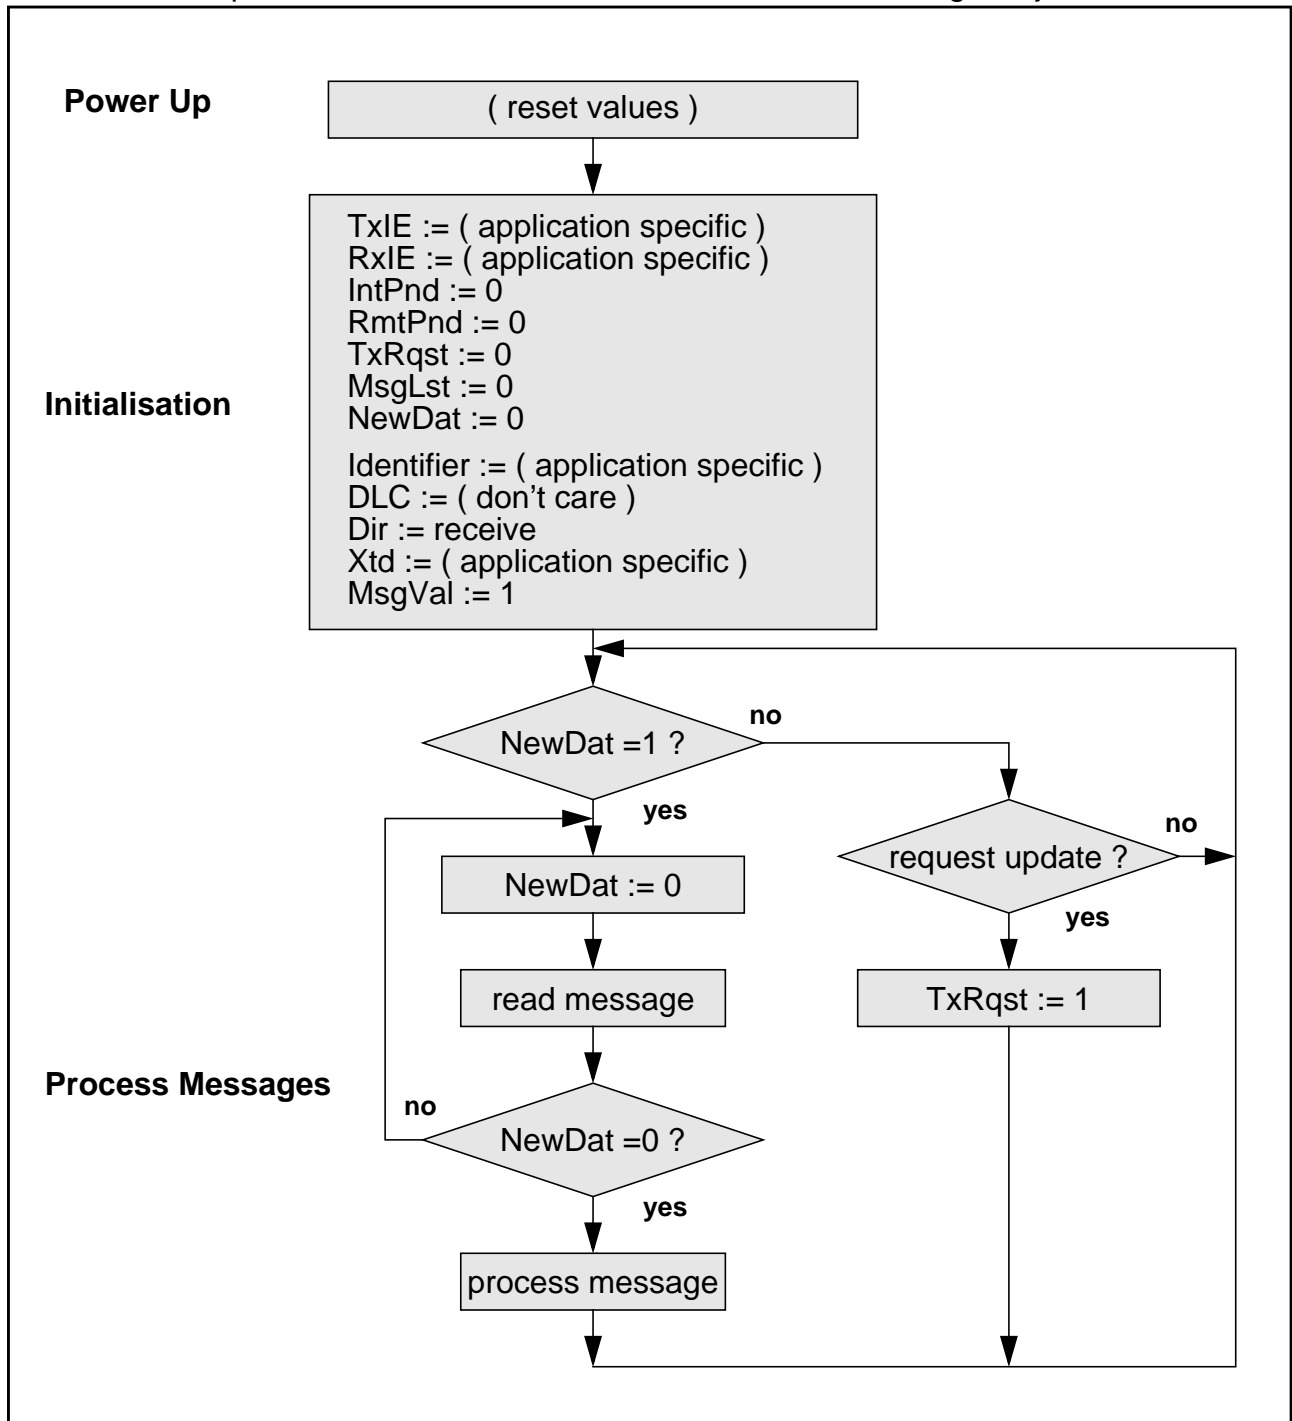 Power Up
( reset values )
Initialisation
TxIE := ( application specific )
RxIE := ( application specific )
IntPnd := 0
RmtPnd := 0
TxRqst := 0
MsgLst := 0
NewDat := 0
Identifier := ( application specific )
DLC := ( don't care )
Dir := receive
Xtd := ( application specific )
MsgVal := 1
NewDat =1 ?
no
yes
request update ?
no
yes
NewDat := 0
read message
TxRqst := 1
Process Messages
NewDat =0 ?
no
yes
process message